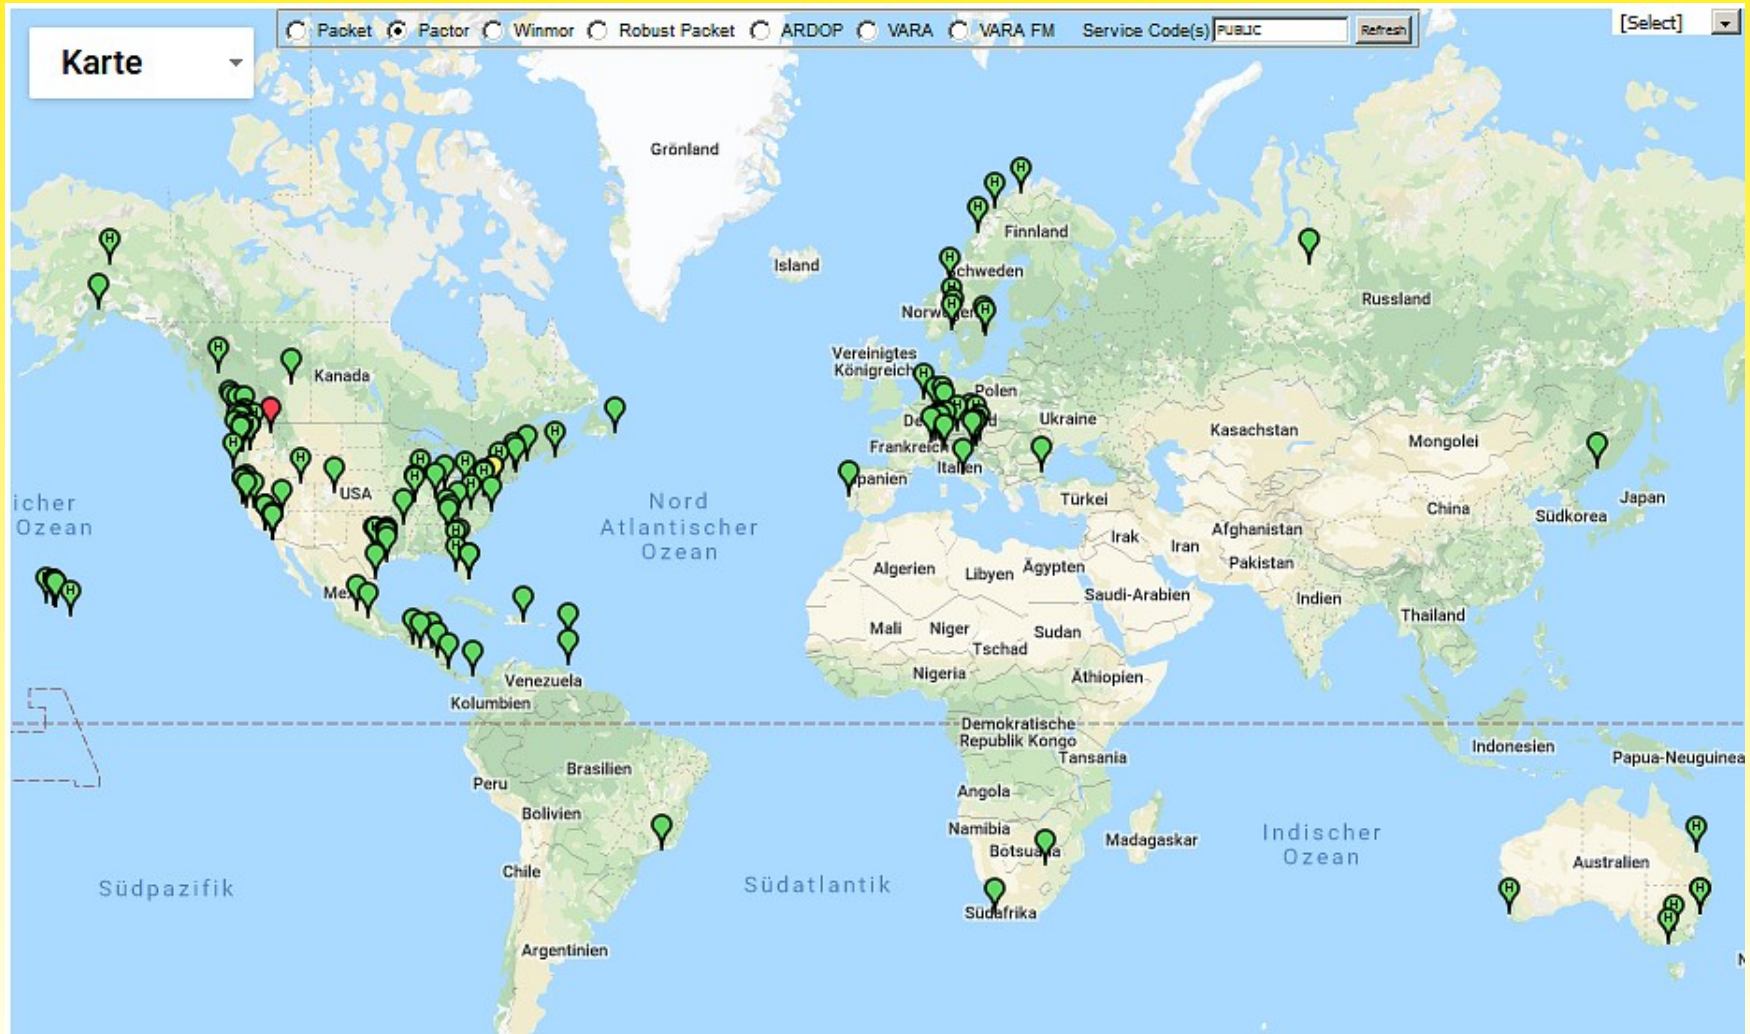 Packet Pactor Winmor Robust Packet ARDOP VARA VARA FM Service Code(s) PUBLIC Refresh
[Select]
Karte
Grönland
Finnland
Island
Schweden
Russland
Norwegen
Vereinigtes
Königreich
Kanada
Polen
Ukraine
Kasachstan
Mongolei
Frankreich
Italien
Spanien
USA
Türkei
Japan
China
Südkorea
icher
Ozean
Nord
Atlantischer
Ozean
Irak
Afghanistan
Iran
Pakistan
Algerien
Libyen
Ägypten
Saudi-Arabien
Indien
Thailand
Me
Mali
Niger
Sudan
Tschad
Nigeria
Äthiopien
Venezuela
Kolumbien
Demokratische
Republik Kongo
Tansania
Indonesien
Papua-Neuguinea
Brasilien
Peru
Angola
Bolivien
Namibia
Botsuana
Madagaskar
Indischer
Ozean
Australien
Chile
Südpazifik
Südatlantik
Südafrika
Argentinien
N